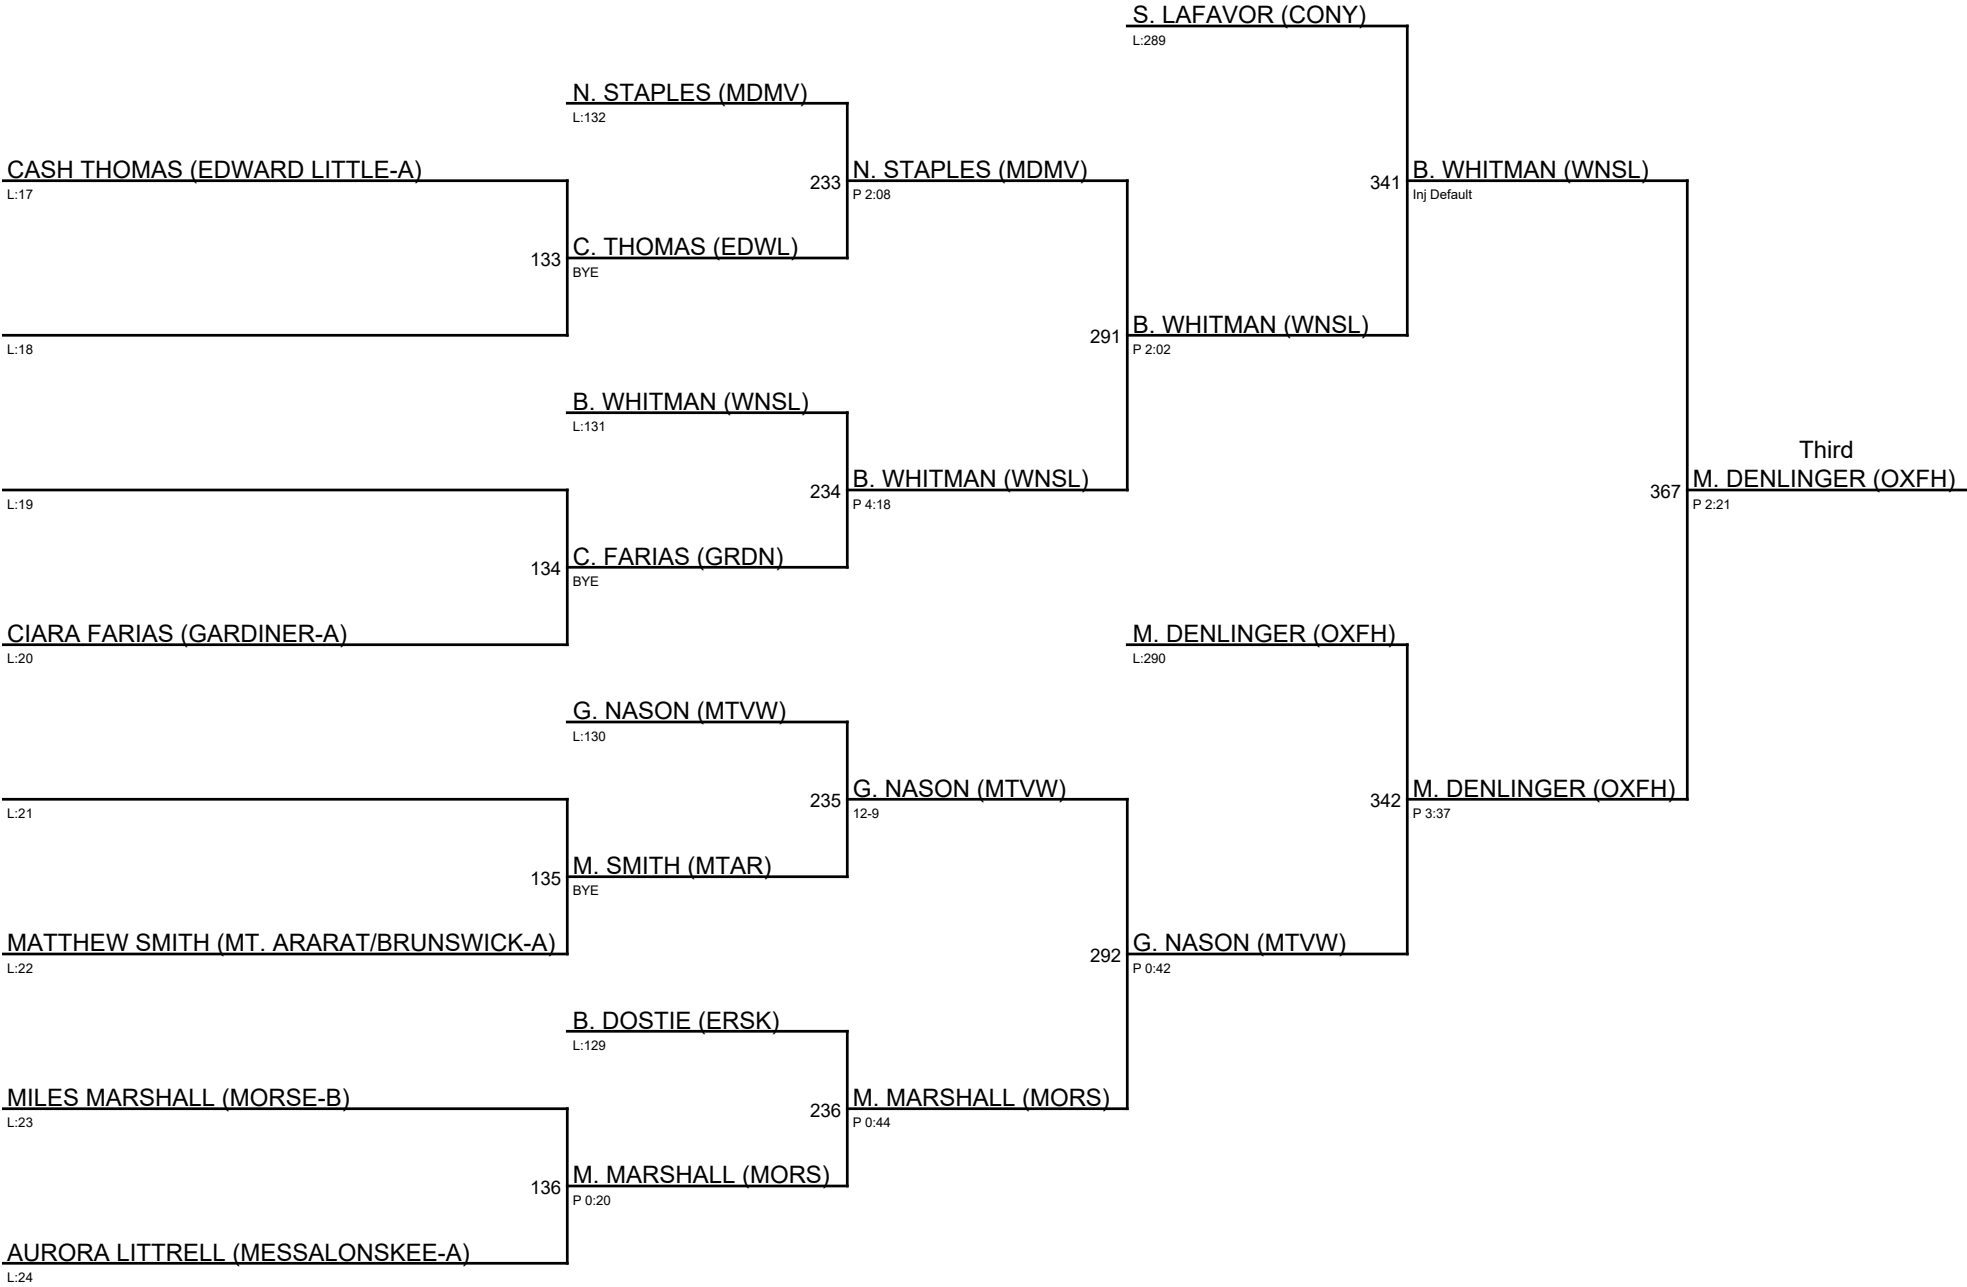 S. LAFAVOR (CONY)
L:289
N. STAPLES (MDMV)
L:132
CASH THOMAS (EDWARD LITTLE-A)
L:17
233
N. STAPLES (MDMV)
P 2:08
341
B. WHITMAN (WNSL)
Inj Default
133
C. THOMAS (EDWL)
BYE
L:18
291
B. WHITMAN (WNSL)
P 2:02
B. WHITMAN (WNSL)
L:131
L:19
234
B. WHITMAN (WNSL)
P 4:18
Third
367
M. DENLINGER (OXFH)
P 2:21
134
C. FARIAS (GRDN)
BYE
CIARA FARIAS (GARDINER-A)
L:20
M. DENLINGER (OXFH)
L:290
G. NASON (MTVW)
L:130
L:21
235
G. NASON (MTVW)
12-9
342
M. DENLINGER (OXFH)
P 3:37
135
M. SMITH (MTAR)
BYE
MATTHEW SMITH (MT. ARARAT/BRUNSWICK-A)
L:22
292
G. NASON (MTVW)
P 0:42
B. DOSTIE (ERSK)
L:129
MILES MARSHALL (MORSE-B)
L:23
236
M. MARSHALL (MORS)
P 0:44
136
M. MARSHALL (MORS)
P 0:20
AURORA LITTRELL (MESSALONSKEE-A)
L:24